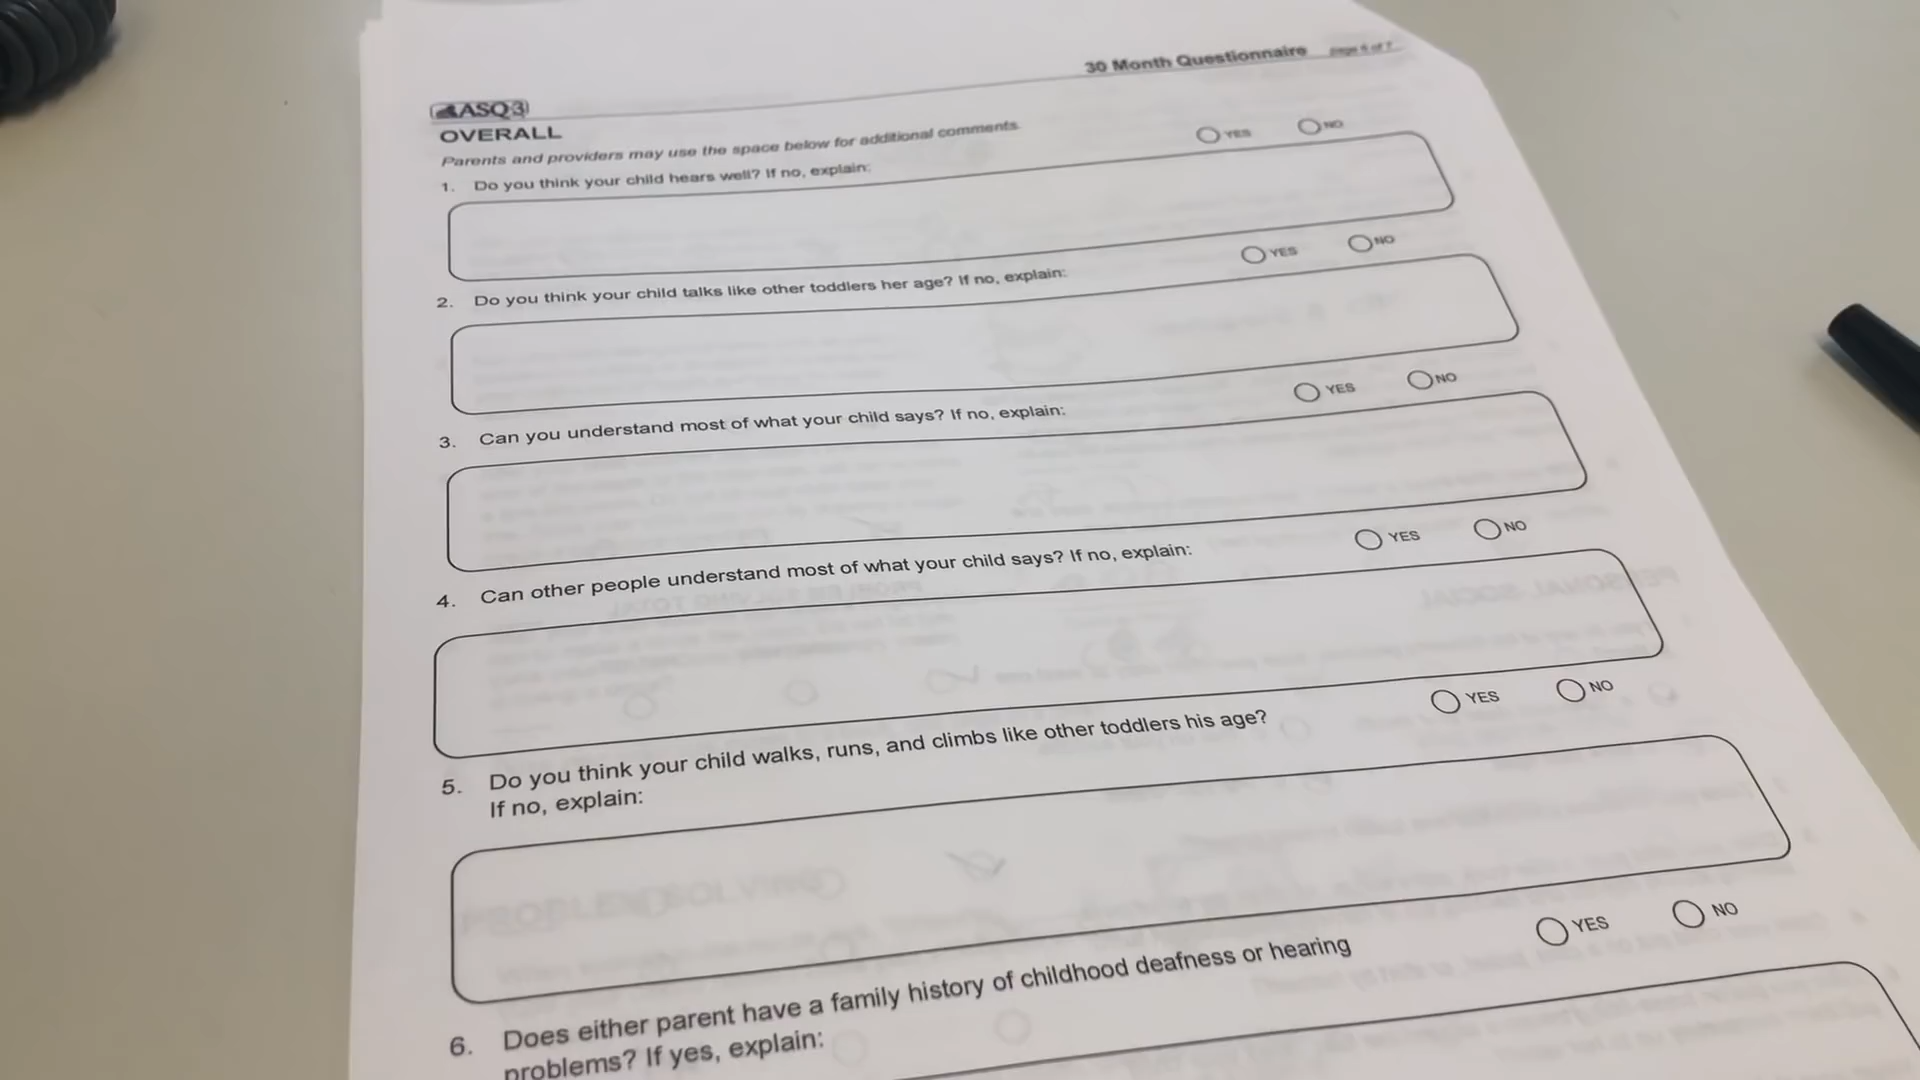 30 Month Questionnaire page 6 of 7
ASQ3
OVERALL
Parents and providers may use the space below for additional comments.
1. Do you think your child hears well? If no, explain: YES NO
2. Do you think your child talks like other toddlers her age? If no, explain: YES NO
3. Can you understand most of what your child says? If no, explain: YES NO
4. Can other people understand most of what your child says? If no, explain: YES NO
5. Do you think your child walks, runs, and climbs like other toddlers his age? YES NO
If no, explain:
6. Does either parent have a family history of childhood deafness or hearing YES NO
problems? If yes, explain: